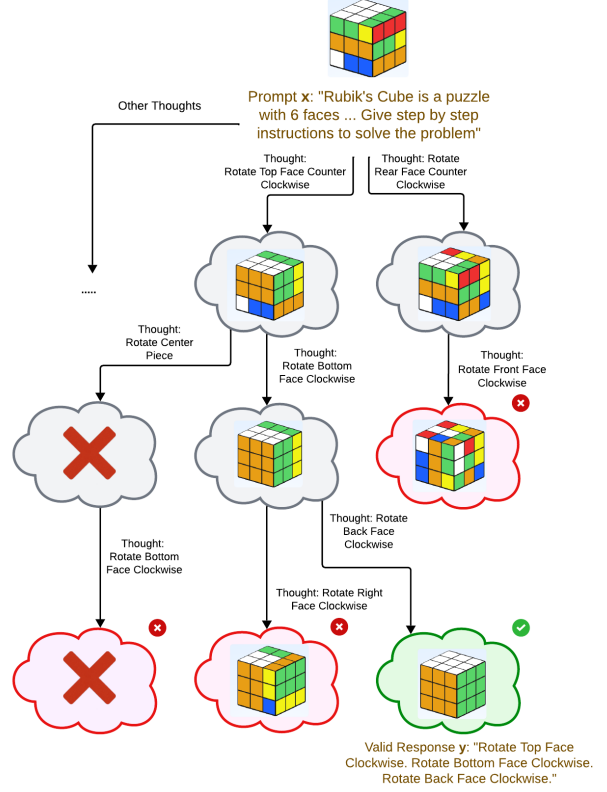 Other Thoughts
Prompt x: "Rubik's Cube is a puzzle
with 6 faces ... Give step by step
instructions to solve the problem"
Thought:
Rotate Top Face Counter
Clockwise
Thought: Rotate
Rear Face Counter
Clockwise
.....
Thought:
Rotate Center
Piece
Thought:
Rotate Bottom
Face Clockwise
Thought:
Rotate Front Face
Clockwise
Thought: Rotate
Back Face
Clockwise
Thought:
Rotate Bottom
Face Clockwise
Thought: Rotate Right
Face Clockwise
Valid Response y: "Rotate Top Face
Clockwise. Rotate Bottom Face Clockwise.
Rotate Back Face Clockwise."